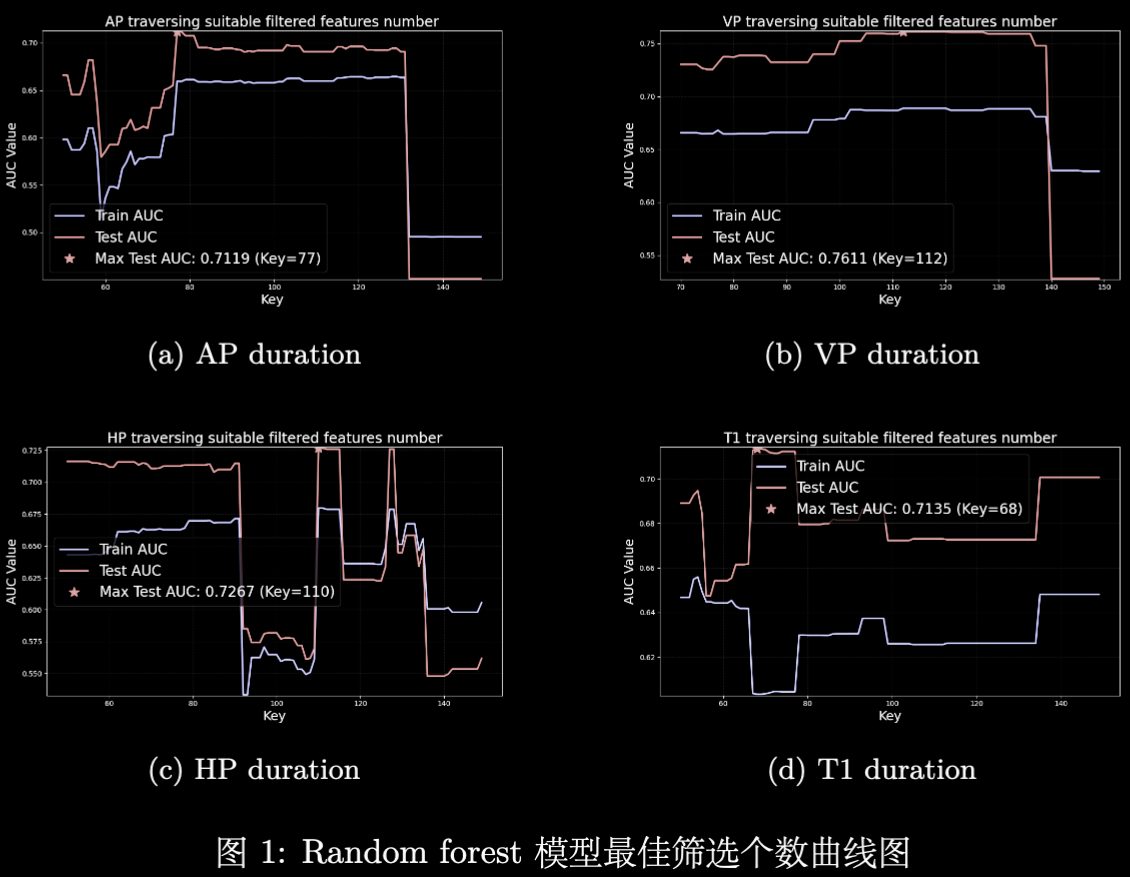 AP traversing suitable filtered features number
0.70
0.65
0.60
0.55
0.50
AUC Value
Train AUC
Test AUC
Max Test AUC: 0.7119 (Key=77)
60 80 100 120 140
Key
(a) AP duration
VP traversing suitable filtered features number
0.75
0.70
0.65
0.60
0.55
AUC Value
Train AUC
Test AUC
Max Test AUC: 0.7611 (Key=112)
70 80 90 100 110 120 130 140 150
Key
(b) VP duration
HP traversing suitable filtered features number
0.725
0.700
0.675
0.650
0.625
0.600
0.575
0.550
AUC Value
Train AUC
Test AUC
Max Test AUC: 0.7267 (Key=110)
60 80 100 120 140
Key
(c) HP duration
T1 traversing suitable filtered features number
0.70
0.68
0.66
0.64
0.62
AUC Value
Train AUC
Test AUC
Max Test AUC: 0.7135 (Key=68)
60 80 100 120 140
Key
(d) T1 duration
图 1: Random forest 模型最佳筛选个数曲线图